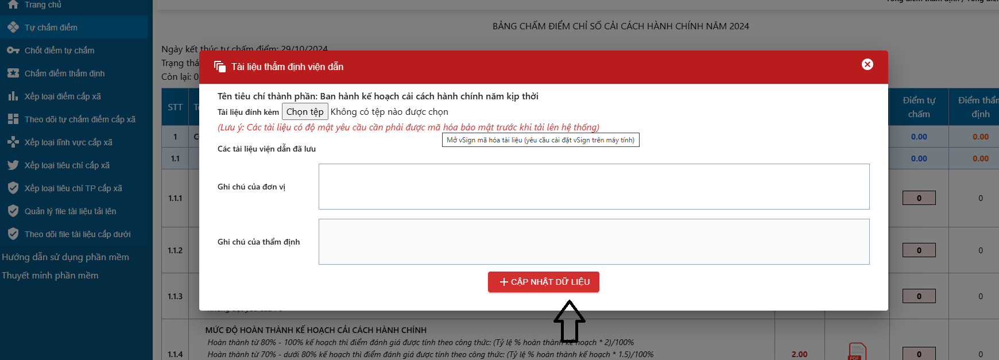 Trang chủ
Tự chấm điểm
Chốt điểm tự chấm
Chấm điểm thẩm định
Xếp loại điểm cấp xã
Theo dõi tự chấm điểm cấp xã
Xếp loại lĩnh vực cấp xã
Xếp loại tiêu chí cấp xã
Xếp loại tiêu chí TP cấp xã
Quản lý file tài liệu tải lên
Theo dõi file tài liệu cấp dưới
Hướng dẫn sử dụng phần mềm
Thuyết minh phần mềm
BẢNG CHẤM ĐIỂM CHỈ SỐ CẢI CÁCH HÀNH CHÍNH NĂM 2024
Ngày kết thúc tự chấm điểm: 29/10/2024
Còn lại: 0
Tài liệu thẩm định viện dẫn
Tên tiêu chí thành phần: Ban hành kế hoạch cải cách hành chính năm kịp thời
Tài liệu đính kèm Chọn tệp Không có tệp nào được chọn
(Lưu ý: Các tài liệu có độ mật yêu cầu cần phải được mã hóa bảo mật trước khi tải lên hệ thống)
Mở vSign mã hóa tài liệu (yêu cầu cài đặt vSign trên máy tính)
Các tài liệu viện dẫn đã lưu
Ghi chú của đơn vị
Ghi chú của thẩm định
CẬP NHẬT DỮ LIỆU
STT Điểm tự chấm Điểm thẩm định
1 0.00 0.00
1.1 0.00 0.00
1.1.1 0 0
1.1.2 0 0
1.1.3 0 0
MỨC ĐỘ HOÀN THÀNH KẾ HOẠCH CẢI CÁCH HÀNH CHÍNH
Hoàn thành từ 80% - 100% kế hoạch thì điểm đánh giá được tính theo công thức: (Tỷ lệ % hoàn thành kế hoạch * 2)/100%
Hoàn thành từ 70% - dưới 80% kế hoạch thì điểm đánh giá được tính theo công thức: (Tỷ lệ % hoàn thành kế hoạch * 1.5)/100%
1.1.4 2.00 PDF 0 0